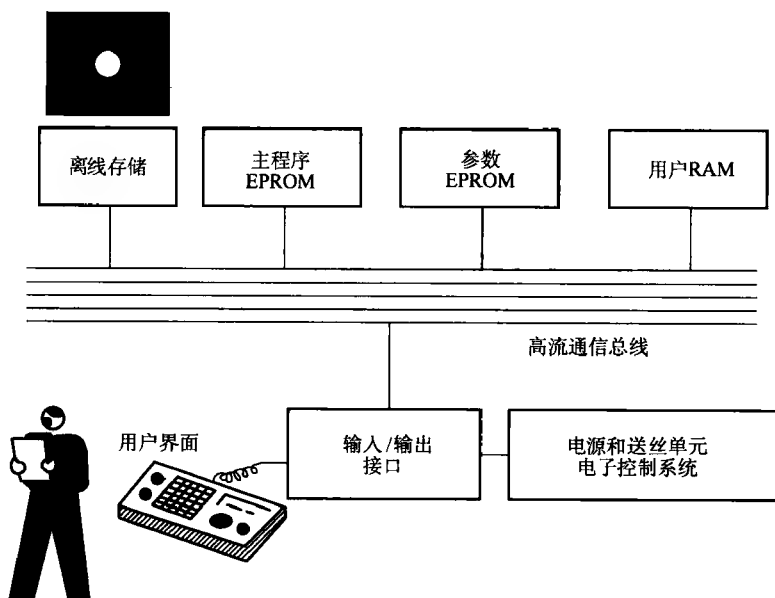 离线存储
主程序
EPROM
参数
EPROM
用户RAM
高流通信总线
用户界面
输入/输出
接口
电源和送丝单元
电子控制系统